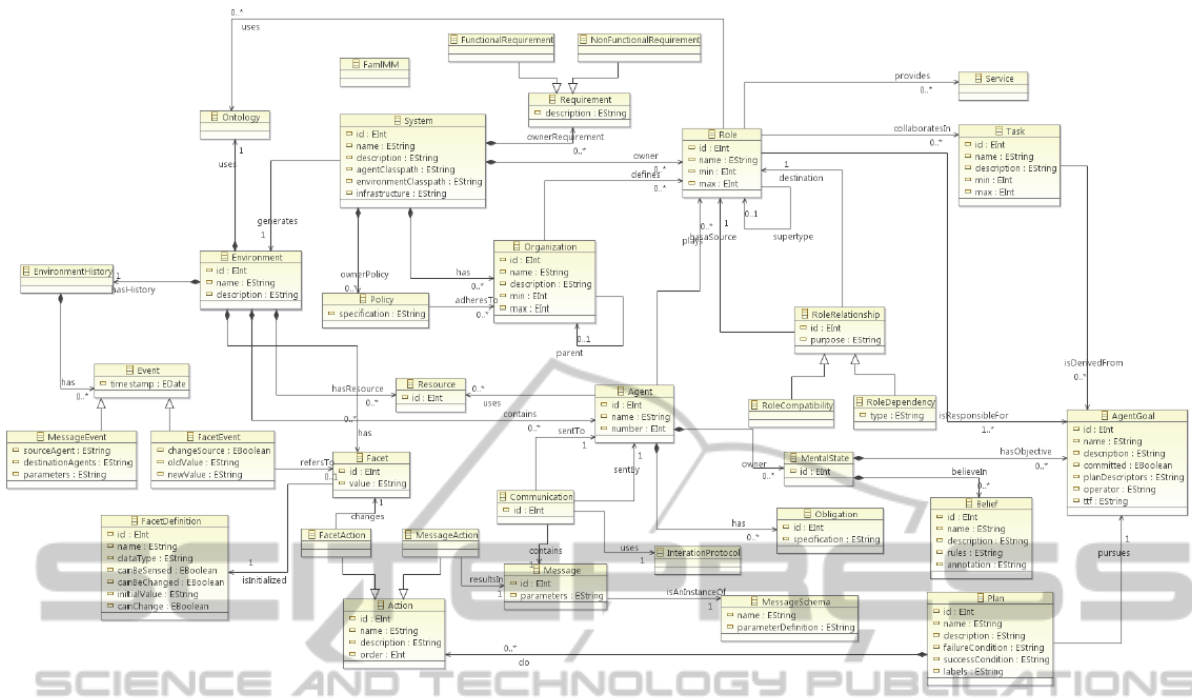 0..*
uses
FunctionalRequirement
NonFunctionalRequirement
FamlMM
provides
0..*
Service
Requirement
description : EString
Ontology
1
uses
System
id : EInt
name : EString
description : EString
agentClasspath : EString
environmentClasspath : EString
infrastructure : EString
ownerRequirement
0..*
owner
0..*
defines
0..*
Role
id : EInt
name : EString
min : EInt
max : EInt
collaboratesIn
0..*
Task
id : EInt
name : EString
description : EString
min : EInt
max : EInt
1
destination
0..1
supertype
0..*
plays
1
hasaSource
generates
1
Environment
id : EInt
name : EString
description : EString
EnvironmentHistory
1
hasHistory
ownerPolicy
0..*
has
0..*
Policy
specification : EString
adheresTo
0..*
Organization
id : EInt
name : EString
description : EString
min : EInt
max : EInt
0..1
parent
RoleRelationship
id : EInt
purpose : EString
isDerivedFrom
0..*
has
0..*
Event
timestamp : EDate
hasResource
0..*
Resource
id : EInt
0..*
uses
Agent
id : EInt
name : EString
number : EInt
RoleCompatibility
RoleDependency
type : EString
isResponsibleFor
1..*
AgentGoal
id : EInt
name : EString
description : EString
committed : EBoolean
planDescriptors : EString
operator : EString
ttf : EString
MessageEvent
sourceAgent : EString
destinationAgents : EString
parameters : EString
FacetEvent
changeSource : EBoolean
oldValue : EString
newValue : EString
0..*
has
contains
0..*
sentTo
1
1
sentBy
refersTo
0..1
Facet
id : EInt
value : EString
owner
MentalState
id : EInt
hasObjective
0..*
believeIn
0..*
Belief
id : EInt
name : EString
description : EString
rules : EString
annotation : EString
Communication
id : EInt
has
0..*
Obligation
id : EInt
specification : EString
FacetDefinition
id : EInt
name : EString
dataType : EString
canBeSensed : EBoolean
canBeChanged : EBoolean
initialValue : EString
canChange : EBoolean
1
isInitialized
1
changes
FacetAction
MessageAction
contains
1
uses
1
InterationProtocol
1
pursues
resultsIn
1
Message
id : EInt
parameters : EString
isAnInstanceOf
1
MessageSchema
name : EString
parameterDefinition : EString
Action
id : EInt
name : EString
description : EString
order : EInt
0..*
do
Plan
id : EInt
name : EString
description : EString
failureCondition : EString
successCondition : EString
labels : EString
SCITEPRESS
SCIENCE AND TECHNOLOGY PUBLICATIONS